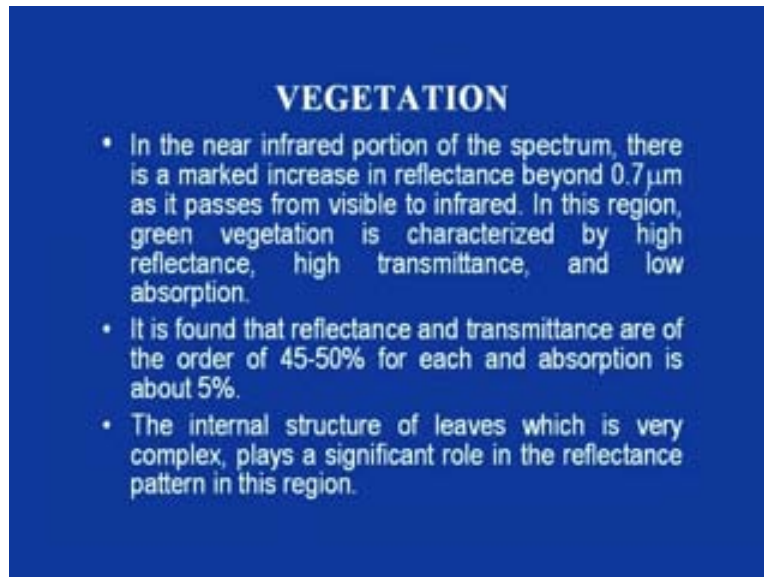 VEGETATION
• In the near infrared portion of the spectrum, there
is a marked increase in reflectance beyond 0.7µm
as it passes from visible to infrared. In this region,
green vegetation is characterized by high
reflectance, high transmittance, and low
absorption.
• It is found that reflectance and transmittance are of
the order of 45-50% for each and absorption is
about 5%.
• The internal structure of leaves which is very
complex, plays a significant role in the reflectance
pattern in this region.